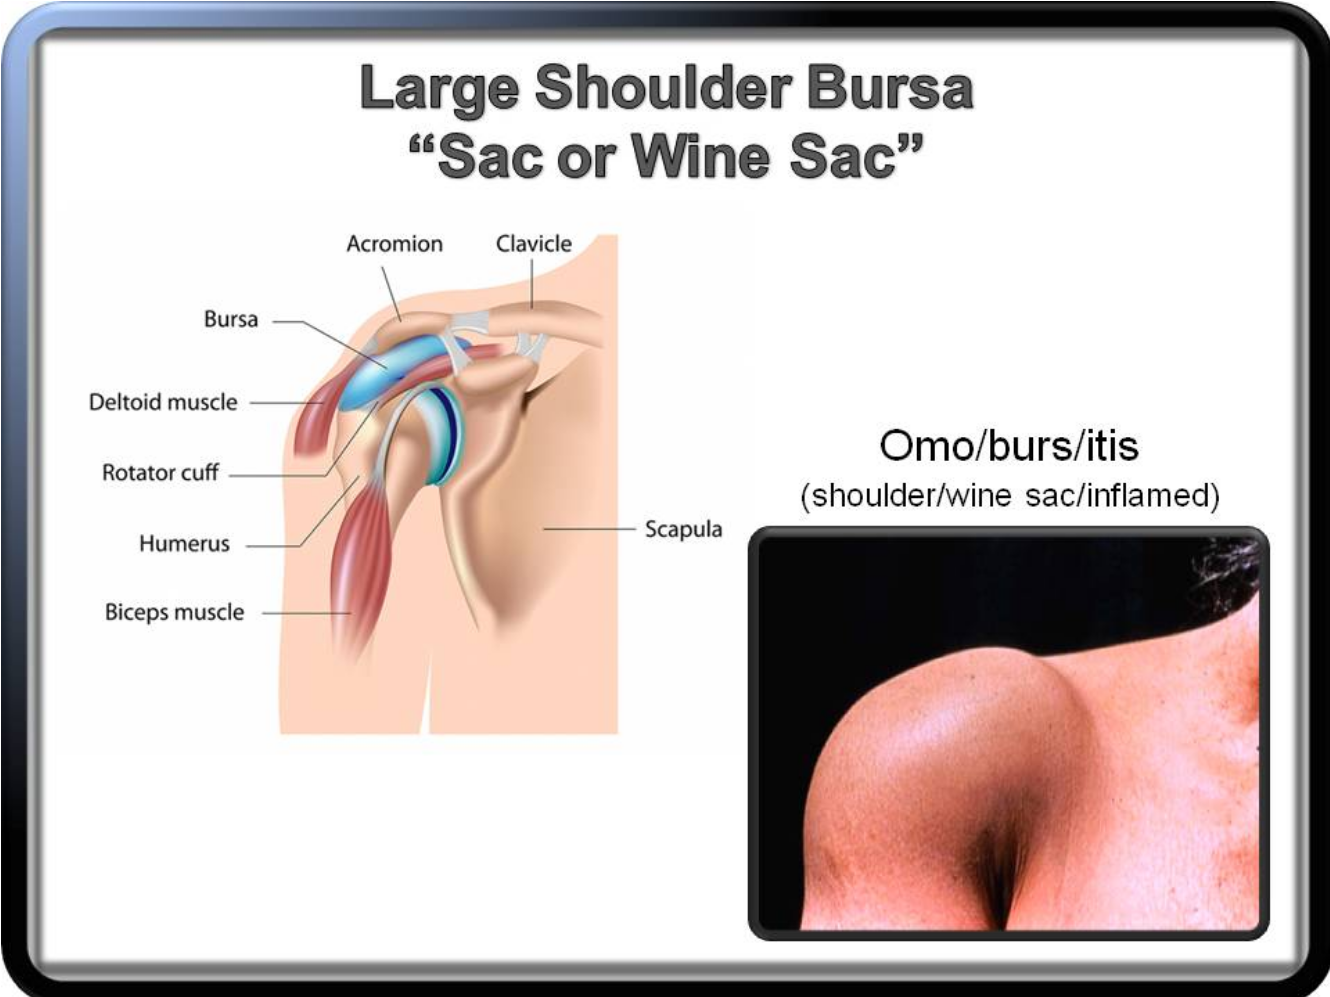 Large Shoulder Bursa
“Sac or Wine Sac”
Acromion
Clavicle
Bursa
Deltoid muscle
Rotator cuff
Humerus
Biceps muscle
Scapula
Omo/burs/itis
(shoulder/wine sac/inflamed)